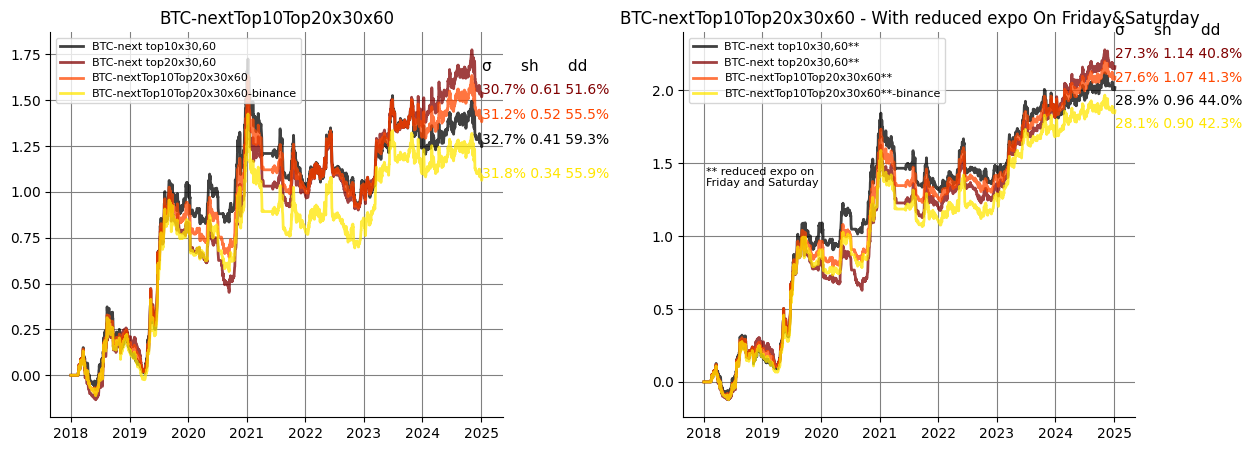 BTC-nextTop10Top20x30x60
BTC-next top10x30,60
BTC-next top20x30,60
BTC-nextTop10Top20x30x60
BTC-nextTop10Top20x30x60-binance
σ sh dd
30.7% 0.61 51.6%
31.2% 0.52 55.5%
32.7% 0.41 59.3%
31.8% 0.34 55.9%
1.75
1.50
1.25
1.00
0.75
0.50
0.25
0.00
2018 2019 2020 2021 2022 2023 2024 2025
BTC-nextTop10Top20x30x60 - With reduced expo On Friday&Saturday
BTC-next top10x30,60**
BTC-next top20x30,60**
BTC-nextTop10Top20x30x60**
BTC-nextTop10Top20x30x60**-binance
σ sh dd
27.3% 1.14 40.8%
27.6% 1.07 41.3%
28.9% 0.96 44.0%
28.1% 0.90 42.3%
** reduced expo on
Friday and Saturday
2.0
1.5
1.0
0.5
0.0
2018 2019 2020 2021 2022 2023 2024 2025